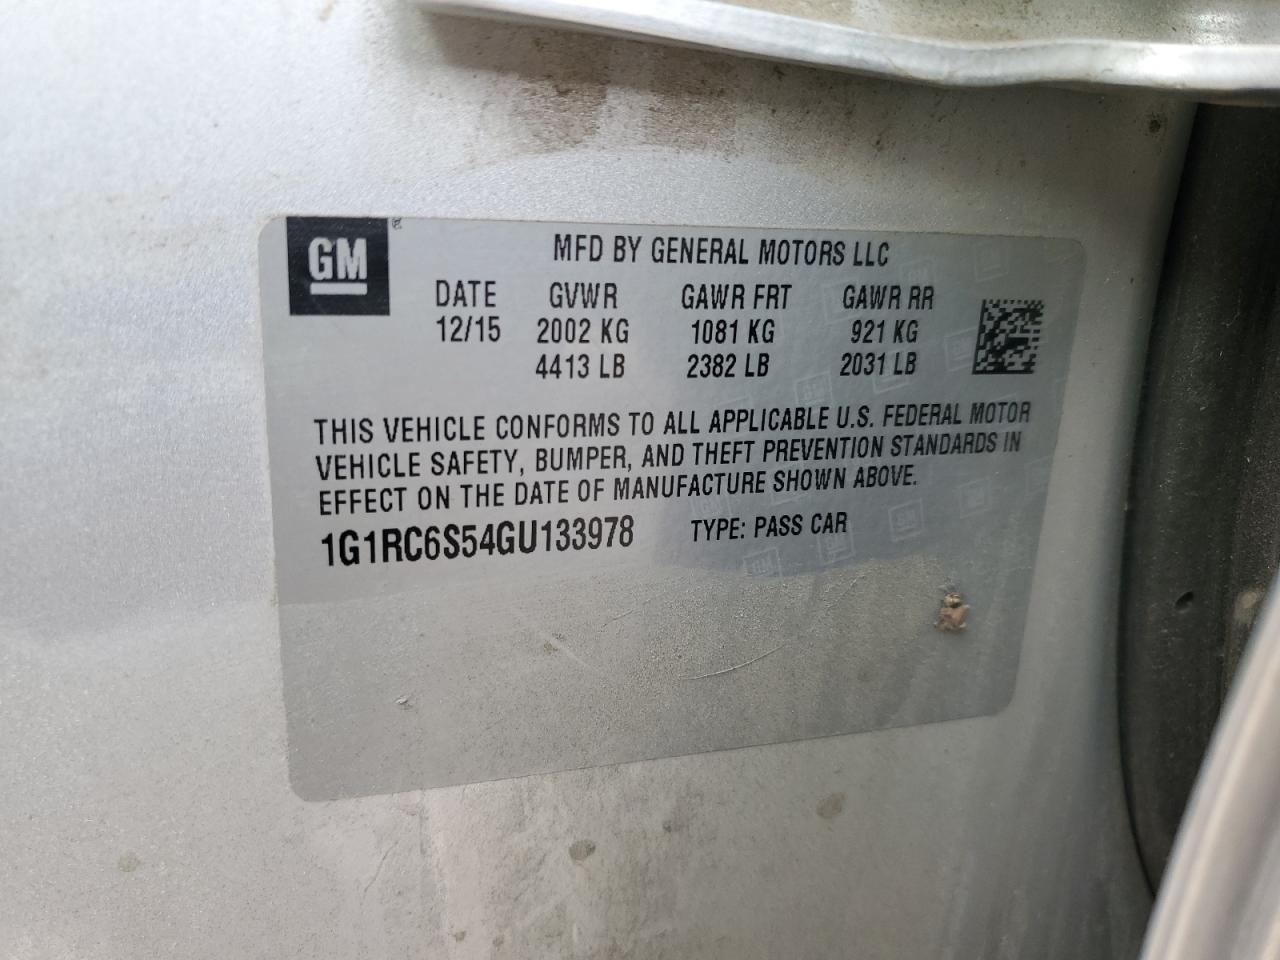 GM
MFD BY GENERAL MOTORS LLC
DATE GVWR GAWR FRT GAWR RR
12/15 2002 KG 1081 KG 921 KG
4413 LB 2382 LB 2031 LB
THIS VEHICLE CONFORMS TO ALL APPLICABLE U.S. FEDERAL MOTOR
VEHICLE SAFETY, BUMPER, AND THEFT PREVENTION STANDARDS IN
EFFECT ON THE DATE OF MANUFACTURE SHOWN ABOVE.
1G1RC6S54GU133978 TYPE: PASS CAR